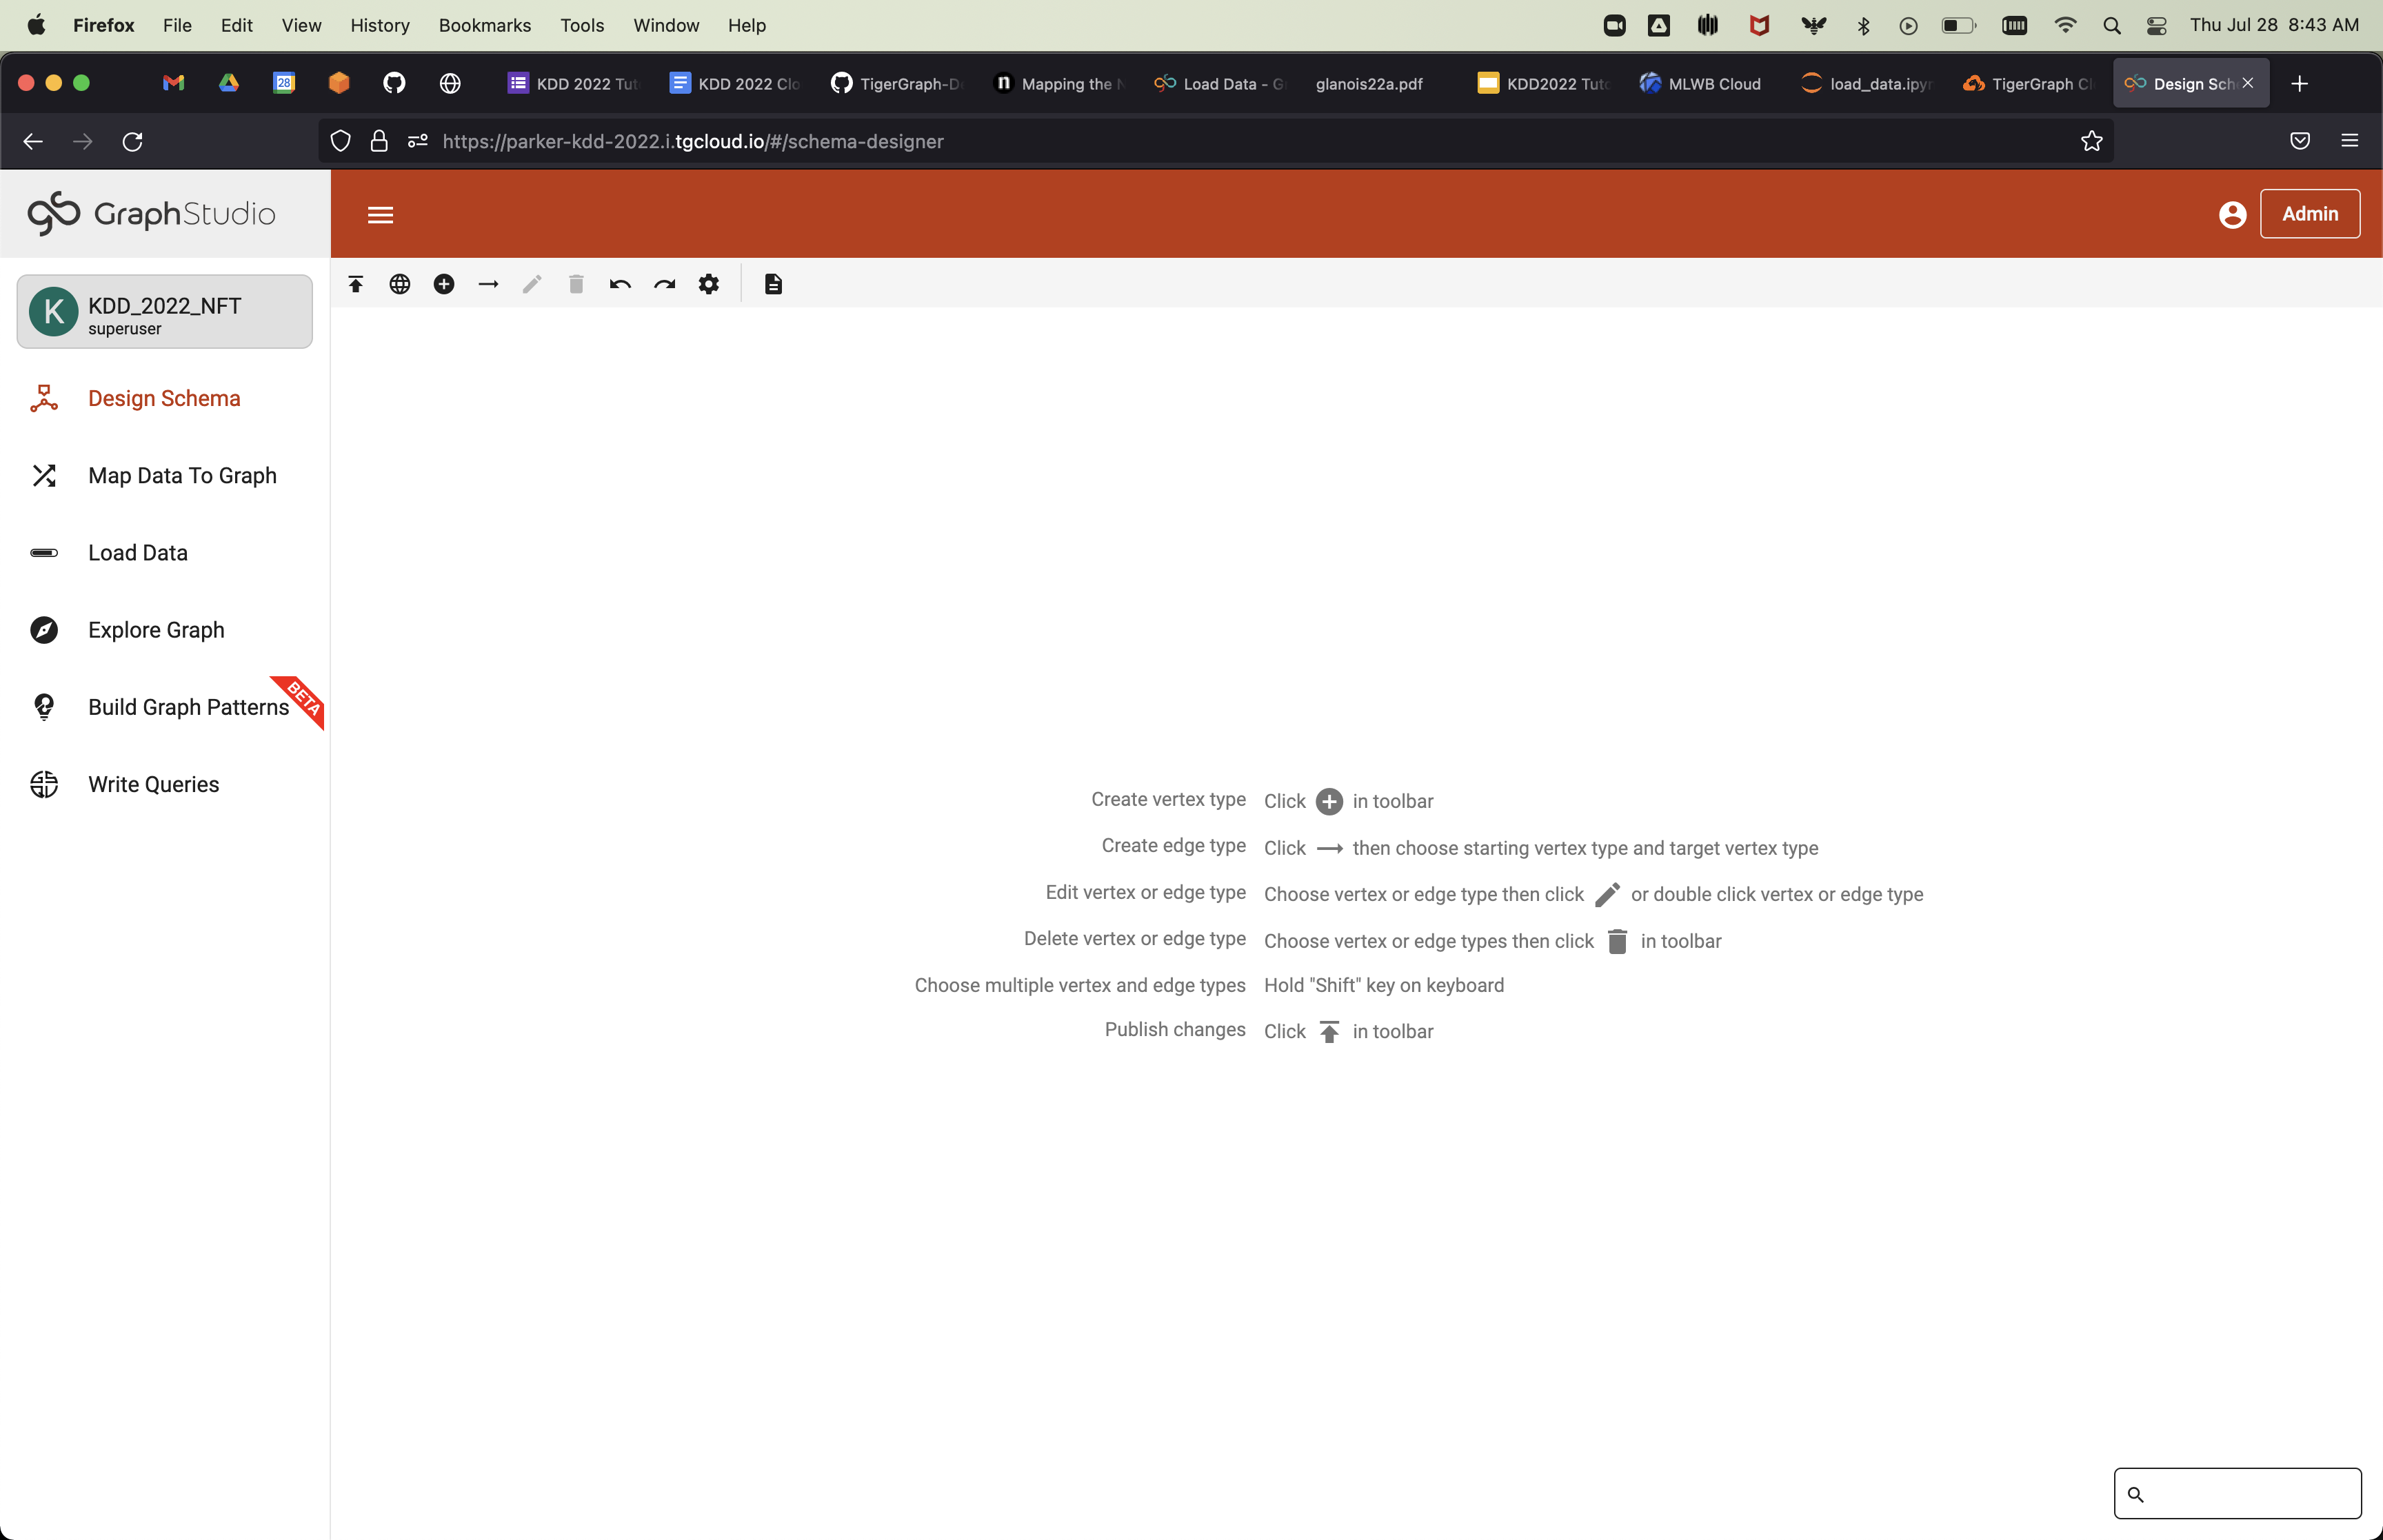 Firefox File Edit View History Bookmarks Tools Window Help Thu Jul 28 8:43 AM
28 KDD 2022 Tut KDD 2022 Clo TigerGraph-D Mapping the Load Data - G glanois22a.pdf KDD2022 Tuto MLWB Cloud load_data.ipy TigerGraph Cl Design Sch
https://parker-kdd-2022.i.tgcloud.io/#/schema-designer
GraphStudio
Admin
K
KDD_2022_NFT
superuser
Design Schema
Map Data To Graph
Load Data
Explore Graph
Build Graph Patterns
BETA
Write Queries
Create vertex type Click in toolbar
Create edge type Click then choose starting vertex type and target vertex type
Edit vertex or edge type Choose vertex or edge type then click or double click vertex or edge type
Delete vertex or edge type Choose vertex or edge types then click in toolbar
Choose multiple vertex and edge types Hold "Shift" key on keyboard
Publish changes Click in toolbar